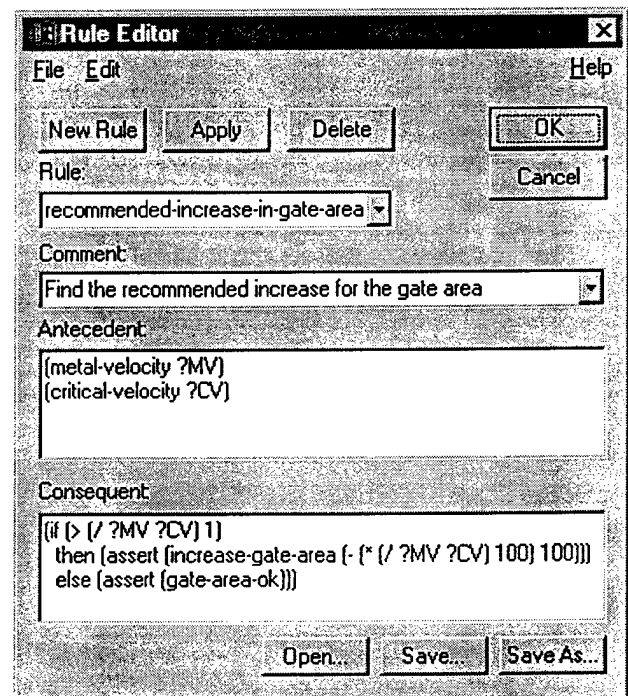 Rule Editor
File Edit Help
New Rule Apply Delete OK
Rule: Cancel
recommended-increase-in-gate-area
Comment:
Find the recommended increase for the gate area
Antecedent:
(metal-velocity ?MV)
(critical-velocity ?CV)
Consequent:
(if (> (/ ?MV ?CV) 1)
then (assert (increase-gate-area (- (* (/ ?MV ?CV) 100) 100)))
else (assert (gate-area-ok)))
Open... Save... Save As...